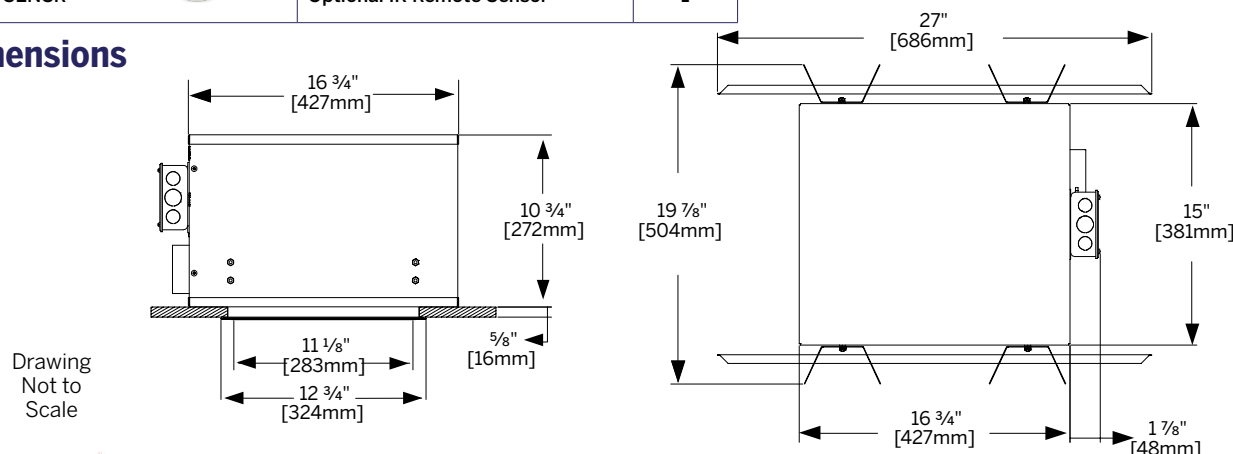 Optional IR Remote Sensor
mensions
16 ¾"
[427mm]
10 ¾"
[272mm]
11 ⅛"
[283mm]
12 ¾"
[324mm]
⅝"
[16mm]
Drawing
Not to
Scale
27"
[686mm]
19 ⅞"
[504mm]
15"
[381mm]
16 ¾"
[427mm]
1 ⅞"
[48mm]